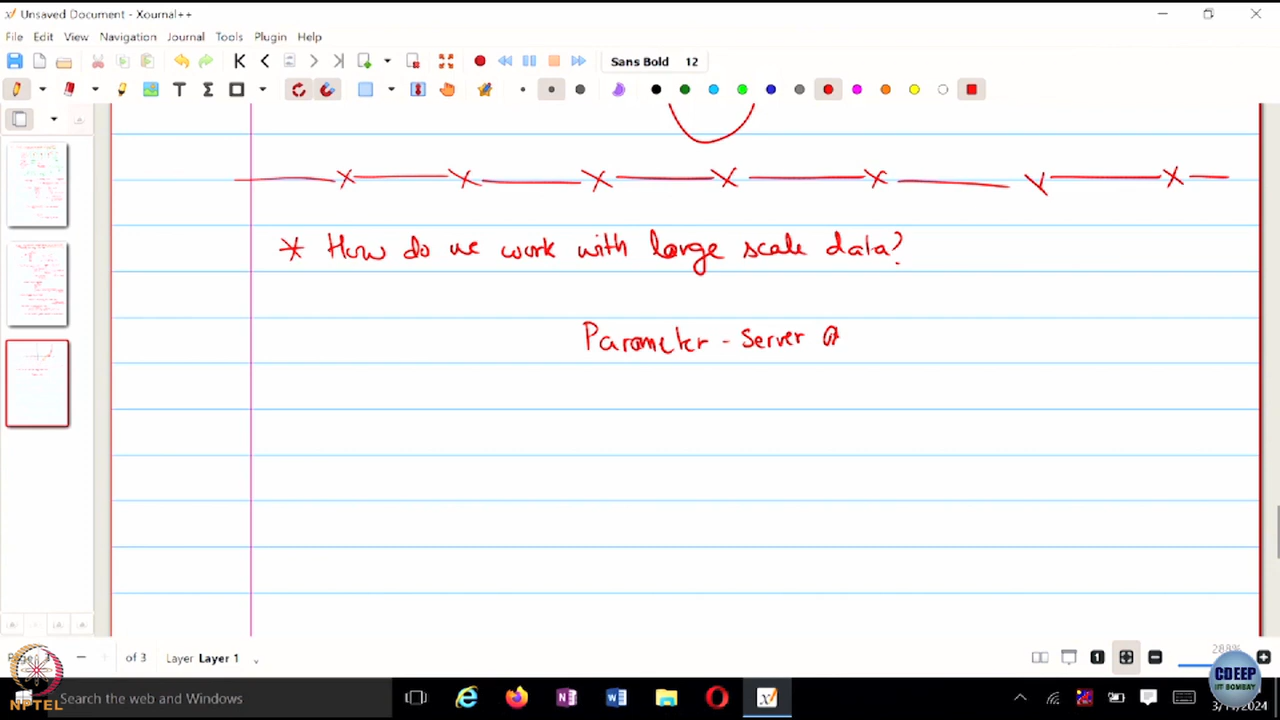 Unsaved Document - Xournal++
File Edit View Navigation Journal Tools Plugin Help
Sans Bold 12
* How do we work with large scale data?
Parameter - Server
of 3 Layer Layer 1
288%
Search the web and Windows
NPTEL
CDEEP
IIT BOMBAY